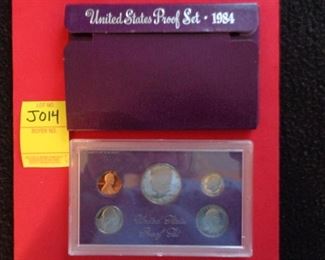 United States Proof Set • 1984
LOT NO.
J014
BUYER NO.
United States
Proof Set